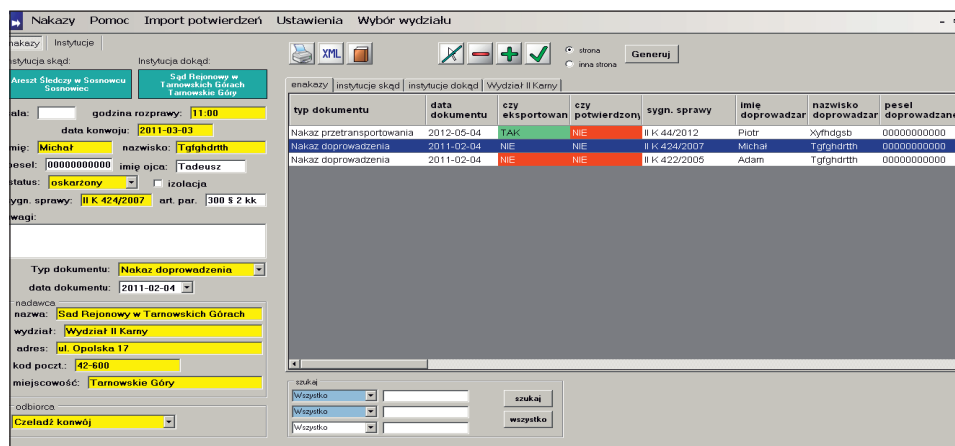 Nakazy Pomoc Import potwierdzeń Ustawienia Wybór wydziału
enakazy Instytucje
instytucja skąd: Instytucja dokąd:
Areszt Śledczy w Sosnowcu
Sosnowiec
Sąd Rejonowy w
Tarnowskich Górach
Tarnowskie Góry
sala: godzina rozprawy: 11:00
data konwoju: 2011-03-03
imię: Michał nazwisko: Tgfghdrtth
pesel: 00000000000 imię ojca: Tadeusz
status: oskarżony izolacja
sygn. sprawy: II K 424/2007 art. par. 300 § 2 kk
uwagi:
Typ dokumentu: Nakaz doprowadzenia
data dokumentu: 2011-02-04
nadawca
nazwa: Sad Rejonowy w Tarnowskich Górach
wydział: Wydział II Karny
adres: ul. Opolska 17
kod poczt.: 42-600
miejscowość: Tarnowskie Góry
odbiorca
Czeladź konwój
XML
strona
inna strona
Generuj
enakazy instytucje skąd instytucje dokąd Wydział II Karny
typ dokumentu data dokumentu czy eksportowan czy potwierdzony sygn. sprawy imię doprowadzar nazwisko doprowadzar pesel doprowadzane
Nakaz przetransportowania 2012-05-04 TAK NIE II K 44/2012 Piotr Xyfhdgsb 00000000000
Nakaz doprowadzenia 2011-02-04 NIE NIE II K 424/2007 Michał Tgfghdrtth 00000000000
Nakaz doprowadzenia 2011-02-04 NIE NIE II K 422/2005 Adam Tgfghdrtth 00000000000
szukaj
Wszystko
Wszystko
Wszystko
szukaj
wszystko